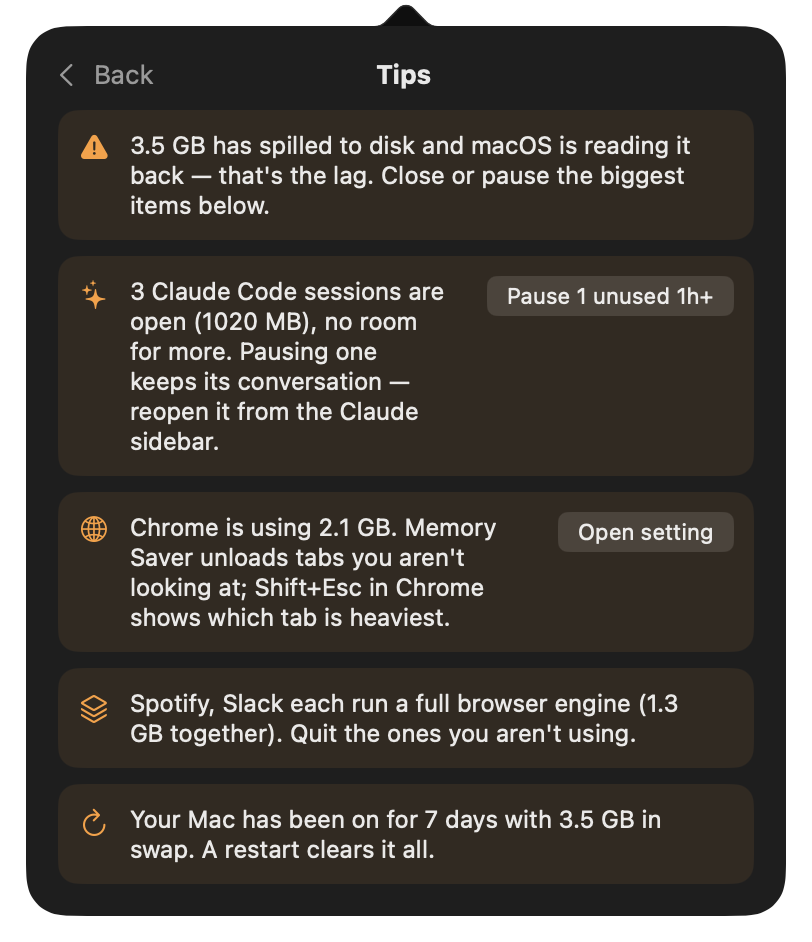 Back
Tips
3.5 GB has spilled to disk and macOS is reading it
back — that's the lag. Close or pause the biggest
items below.
3 Claude Code sessions are
open (1020 MB), no room
for more. Pausing one
keeps its conversation —
reopen it from the Claude
sidebar.
Pause 1 unused 1h+
Chrome is using 2.1 GB. Memory
Saver unloads tabs you aren't
looking at; Shift+Esc in Chrome
shows which tab is heaviest.
Open setting
Spotify, Slack each run a full browser engine (1.3
GB together). Quit the ones you aren't using.
Your Mac has been on for 7 days with 3.5 GB in
swap. A restart clears it all.